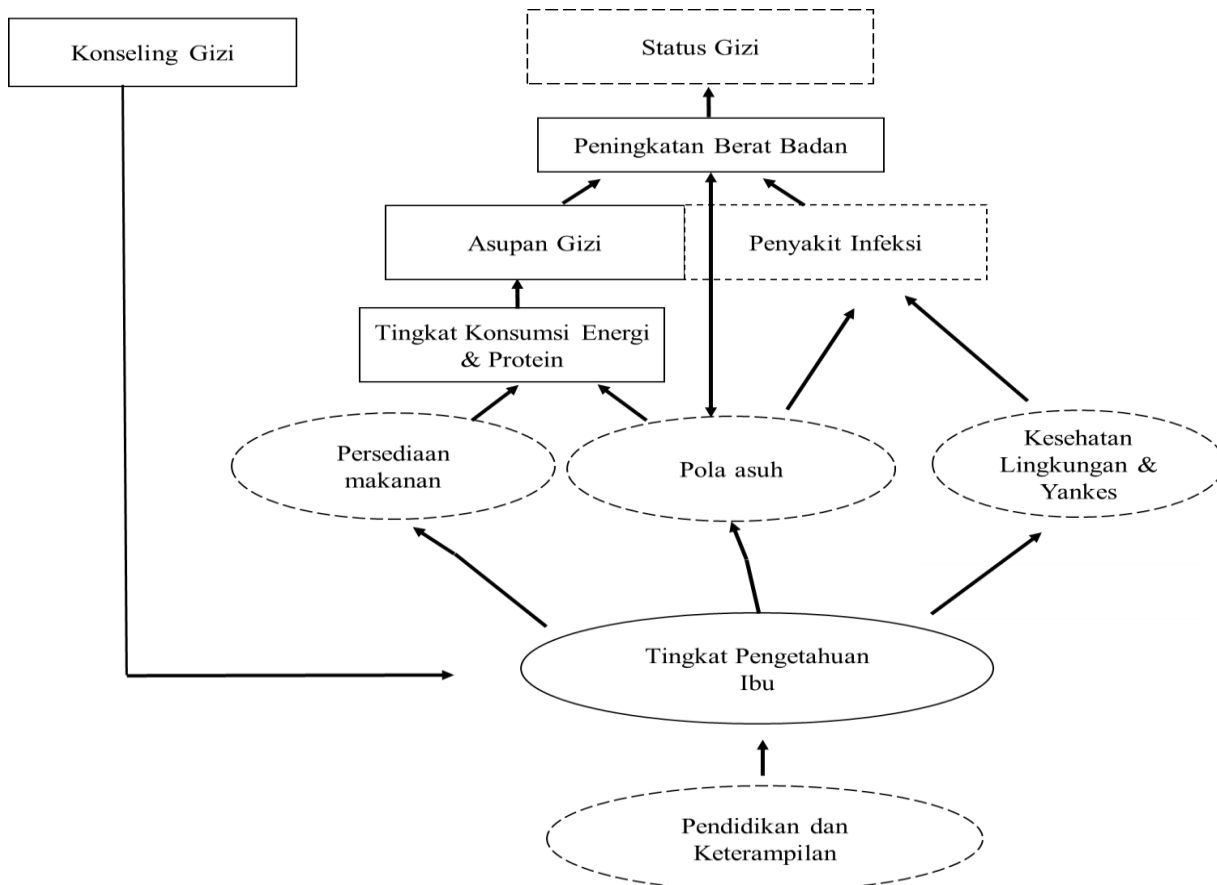 Konseling Gizi
Status Gizi
Peningkatan Berat Badan
Asupan Gizi
Penyakit Infeksi
Tingkat Konsumsi Energi
& Protein
Persediaan
makanan
Pola asuh
Kesehatan
Lingkungan &
Yankes
Tingkat Pengetahuan
Ibu
Pendidikan dan
Keterampilan